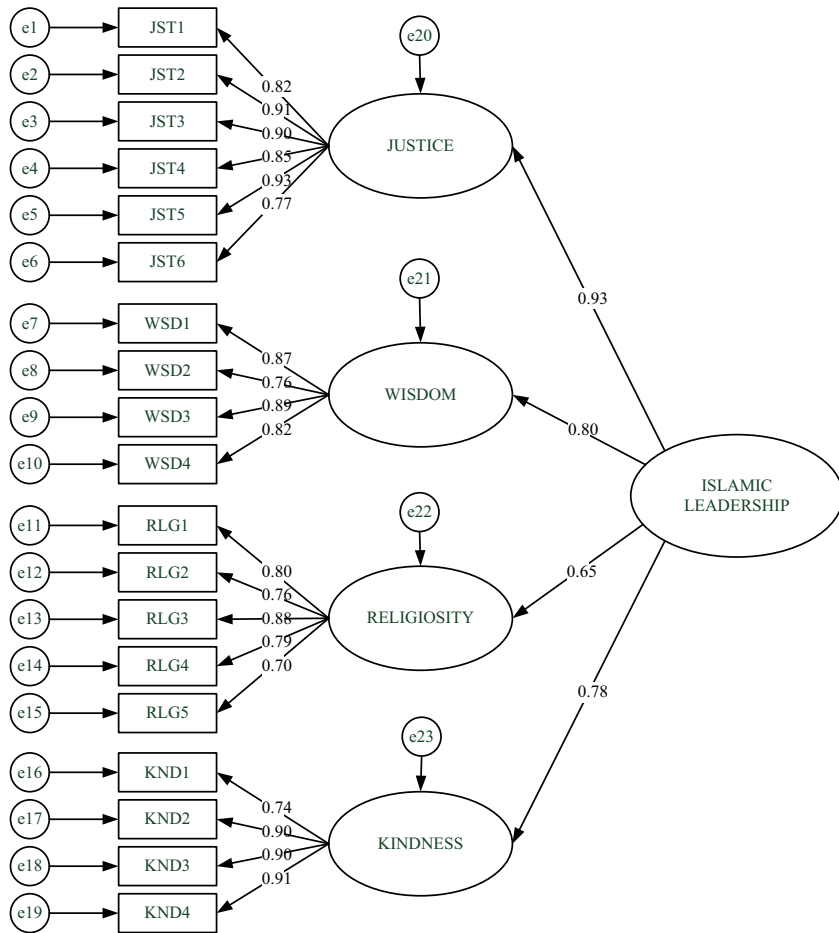 e1
JST1
e2
JST2
e3
JST3
e4
JST4
e5
JST5
e6
JST6
0.82
0.91
0.90
0.85
0.93
0.77
e20
JUSTICE
e7
WSD1
e8
WSD2
e9
WSD3
e10
WSD4
0.87
0.76
0.89
0.82
e21
WISDOM
e11
RLG1
e12
RLG2
e13
RLG3
e14
RLG4
e15
RLG5
0.80
0.76
0.88
0.79
0.70
e22
RELIGIOSITY
e16
KND1
e17
KND2
e18
KND3
e19
KND4
0.74
0.90
0.90
0.91
e23
KINDNESS
0.93
0.80
0.65
0.78
ISLAMIC
LEADERSHIP